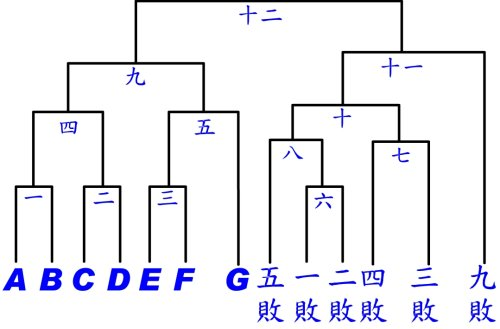 十二
九 十一
四 五 十
八 七
一 二 三 六
A B C D E F G 五 一 二 四 三 九
敗 敗 敗 敗 敗 敗